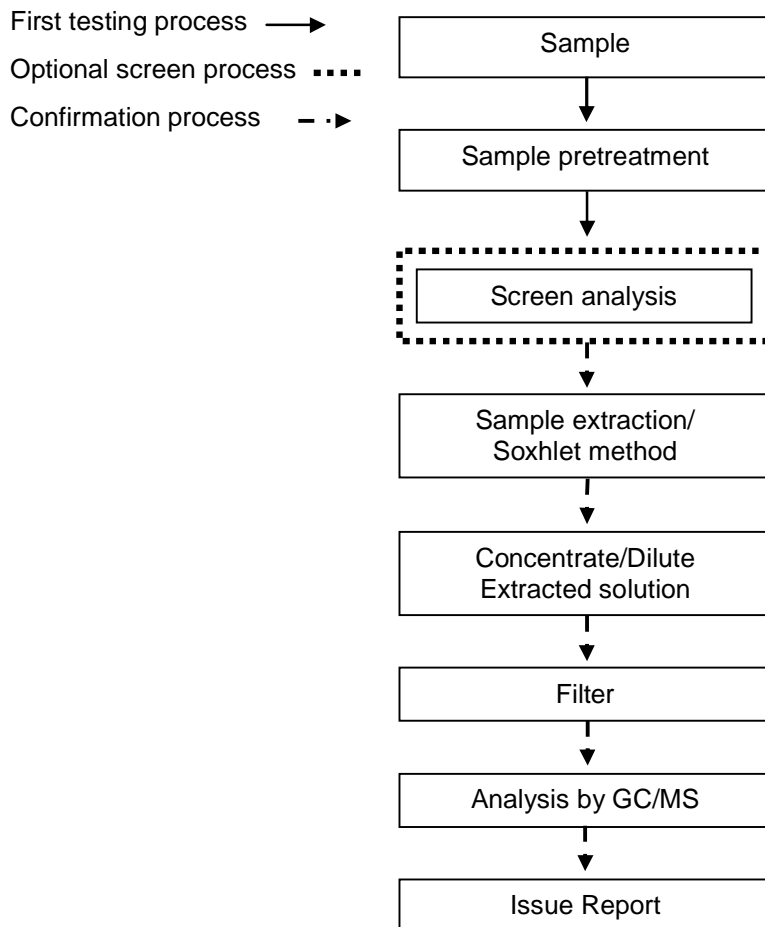 First testing process
Optional screen process
Confirmation process
Sample
Sample pretreatment
Screen analysis
Sample extraction/
Soxhlet method
Concentrate/Dilute
Extracted solution
Filter
Analysis by GC/MS
Issue Report